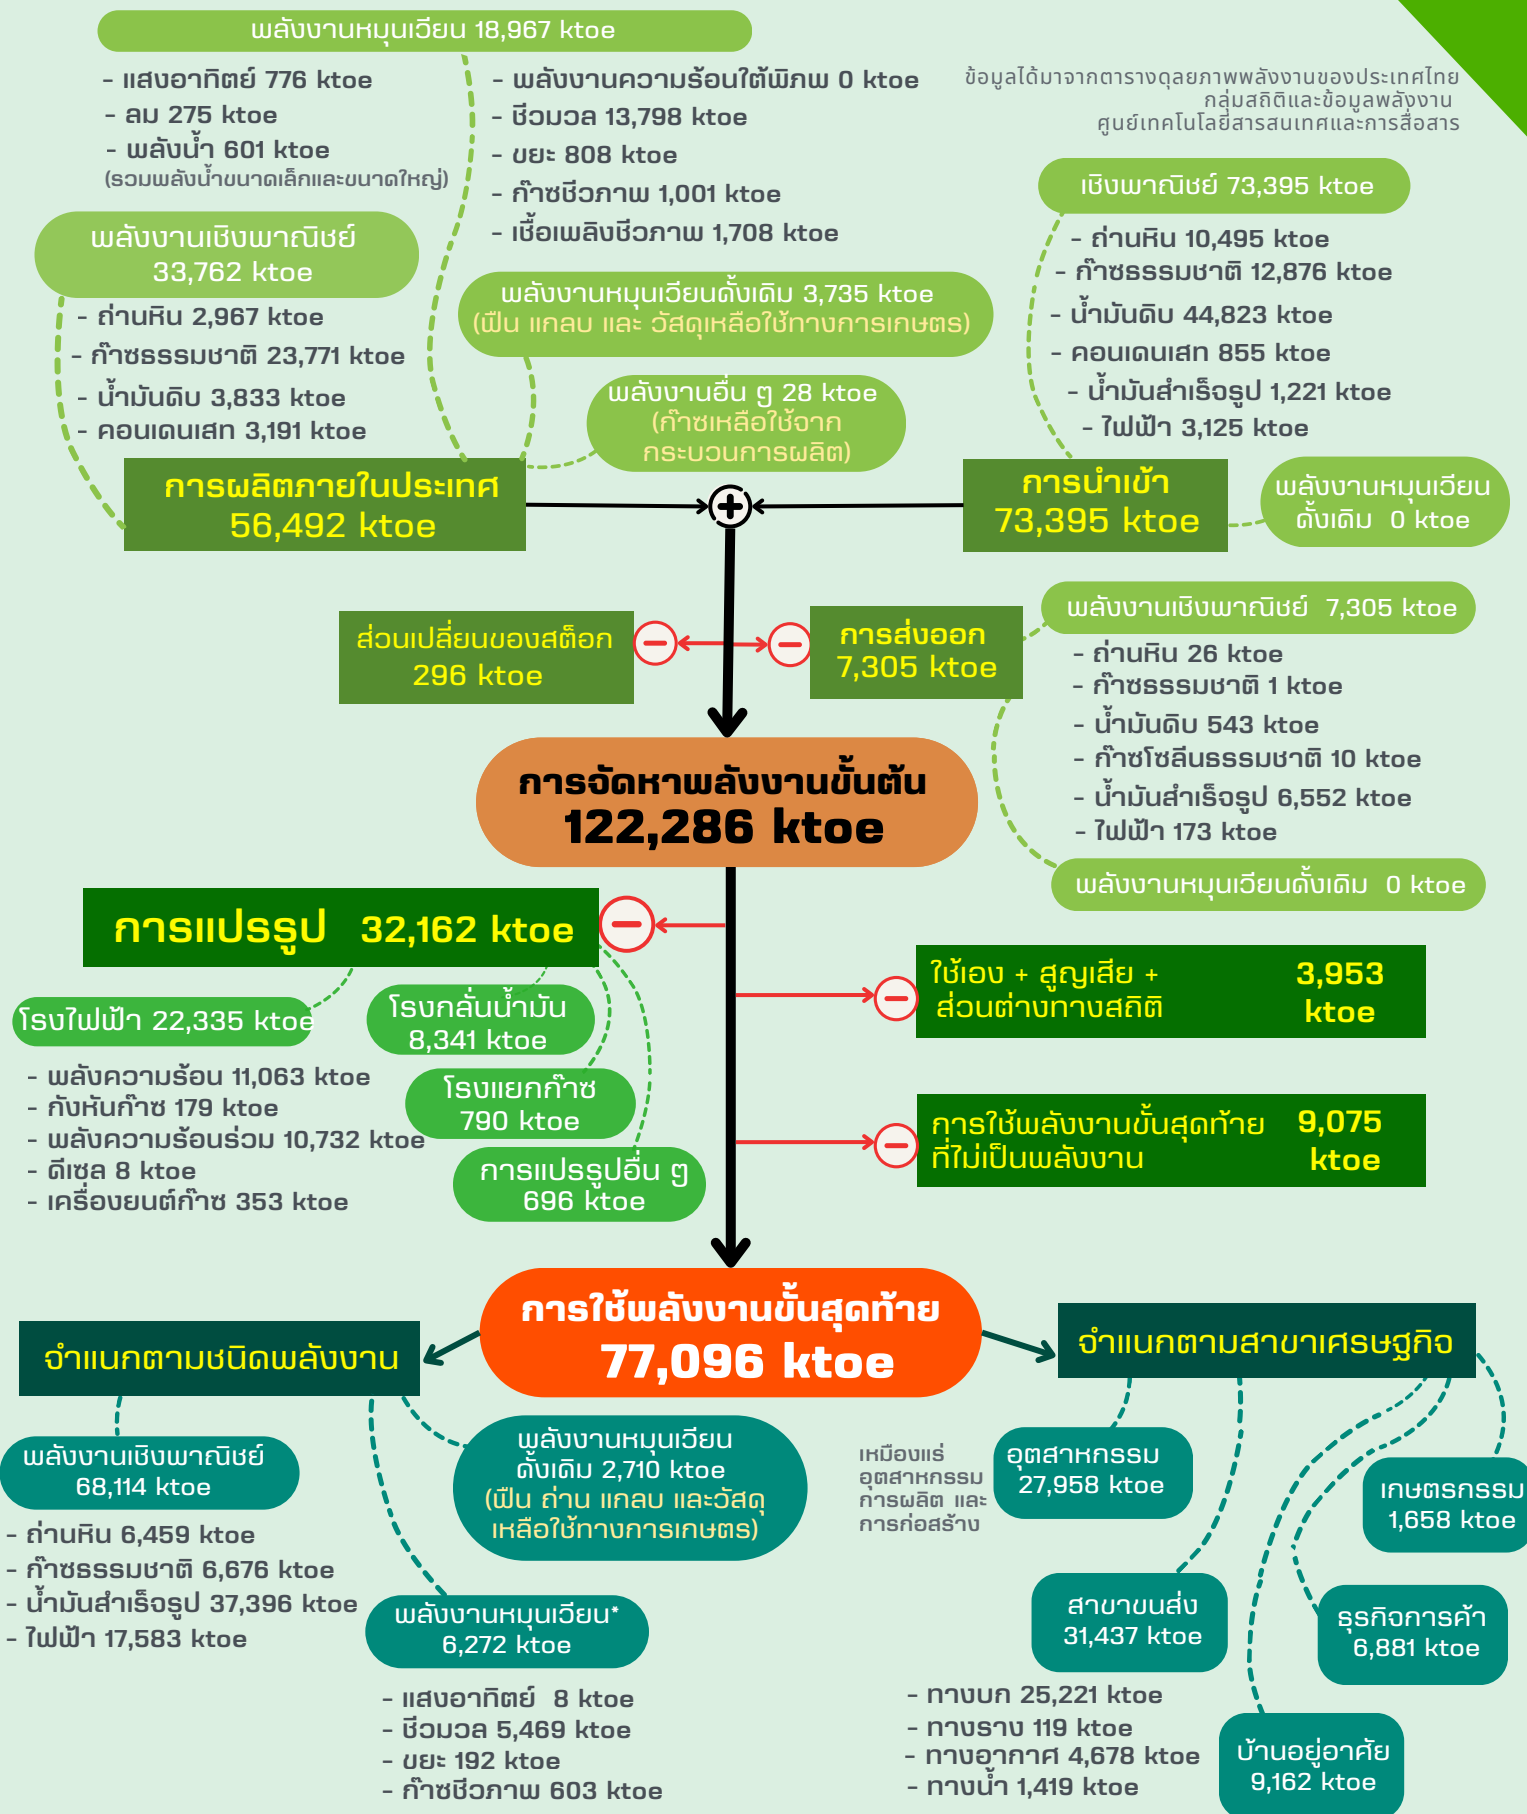 พลังงานหมุนเวียน 18,967 ktoe
- แสงอาทิตย์ 776 ktoe
- ลม 275 ktoe
- พลังน้ำ 601 ktoe
(รวมพลังน้ำขนาดเล็กและขนาดใหญ่)
- พลังงานความร้อนใต้พิภพ 0 ktoe
- ชีวมวล 13,798 ktoe
- ขยะ 808 ktoe
- ก๊าซชีวภาพ 1,001 ktoe
- เชื้อเพลิงชีวภาพ 1,708 ktoe
ข้อมูลได้มาจากตารางดุลยภาพพลังงานของประเทศไทย
กลุ่มสถิติและข้อมูลพลังงาน
ศูนย์เทคโนโลยีสารสนเทศและการสื่อสาร
พลังงานเชิงพาณิชย์
33,762 ktoe
- ถ่านหิน 2,967 ktoe
- ก๊าซธรรมชาติ 23,771 ktoe
- น้ำมันดิบ 3,833 ktoe
- คอนเดนเสท 3,191 ktoe
พลังงานหมุนเวียนดั้งเดิม 3,735 ktoe
(ฟืน แกลบ และ วัสดุเหลือใช้ทางการเกษตร)
พลังงานอื่น ๆ 28 ktoe
(ก๊าซเหลือใช้จาก
กระบวนการผลิต)
เชิงพาณิชย์ 73,395 ktoe
- ถ่านหิน 10,495 ktoe
- ก๊าซธรรมชาติ 12,876 ktoe
- น้ำมันดิบ 44,823 ktoe
- คอนเดนเสท 855 ktoe
- น้ำมันสำเร็จรูป 1,221 ktoe
- ไฟฟ้า 3,125 ktoe
การผลิตภายในประเทศ
56,492 ktoe
การนำเข้า
73,395 ktoe
พลังงานหมุนเวียน
ดั้งเดิม 0 ktoe
ส่วนเปลี่ยนของสต็อก
296 ktoe
การส่งออก
7,305 ktoe
พลังงานเชิงพาณิชย์ 7,305 ktoe
- ถ่านหิน 26 ktoe
- ก๊าซธรรมชาติ 1 ktoe
- น้ำมันดิบ 543 ktoe
- ก๊าซโซลีนธรรมชาติ 10 ktoe
- น้ำมันสำเร็จรูป 6,552 ktoe
- ไฟฟ้า 173 ktoe
พลังงานหมุนเวียนดั้งเดิม 0 ktoe
การจัดหาพลังงานขั้นต้น
122,286 ktoe
การแปรรูป 32,162 ktoe
โรงไฟฟ้า 22,335 ktoe
- พลังความร้อน 11,063 ktoe
- กังหันก๊าซ 179 ktoe
- พลังความร้อนร่วม 10,732 ktoe
- ดีเซล 8 ktoe
- เครื่องยนต์ก๊าซ 353 ktoe
โรงกลั่นน้ำมัน
8,341 ktoe
โรงแยกก๊าซ
790 ktoe
การแปรรูปอื่น ๆ
696 ktoe
ใช้เอง + สูญเสีย + 3,953
ส่วนต่างทางสถิติ ktoe
การใช้พลังงานขั้นสุดท้าย 9,075
ที่ไม่เป็นพลังงาน ktoe
การใช้พลังงานขั้นสุดท้าย
77,096 ktoe
จำแนกตามชนิดพลังงาน
พลังงานเชิงพาณิชย์
68,114 ktoe
- ถ่านหิน 6,459 ktoe
- ก๊าซธรรมชาติ 6,676 ktoe
- น้ำมันสำเร็จรูป 37,396 ktoe
- ไฟฟ้า 17,583 ktoe
พลังงานหมุนเวียน
ดั้งเดิม 2,710 ktoe
(ฟืน ถ่าน แกลบ และวัสดุ
เหลือใช้ทางการเกษตร)
พลังงานหมุนเวียน*
6,272 ktoe
- แสงอาทิตย์ 8 ktoe
- ชีวมวล 5,469 ktoe
- ขยะ 192 ktoe
- ก๊าซชีวภาพ 603 ktoe
จำแนกตามสาขาเศรษฐกิจ
เหมืองแร่
อุตสาหกรรม
การผลิต และ
การก่อสร้าง
อุตสาหกรรม
27,958 ktoe
เกษตรกรรม
1,658 ktoe
สาขาขนส่ง
31,437 ktoe
- ทางบก 25,221 ktoe
- ทางราง 119 ktoe
- ทางอากาศ 4,678 ktoe
- ทางน้ำ 1,419 ktoe
ธุรกิจการค้า
6,881 ktoe
บ้านอยู่อาศัย
9,162 ktoe